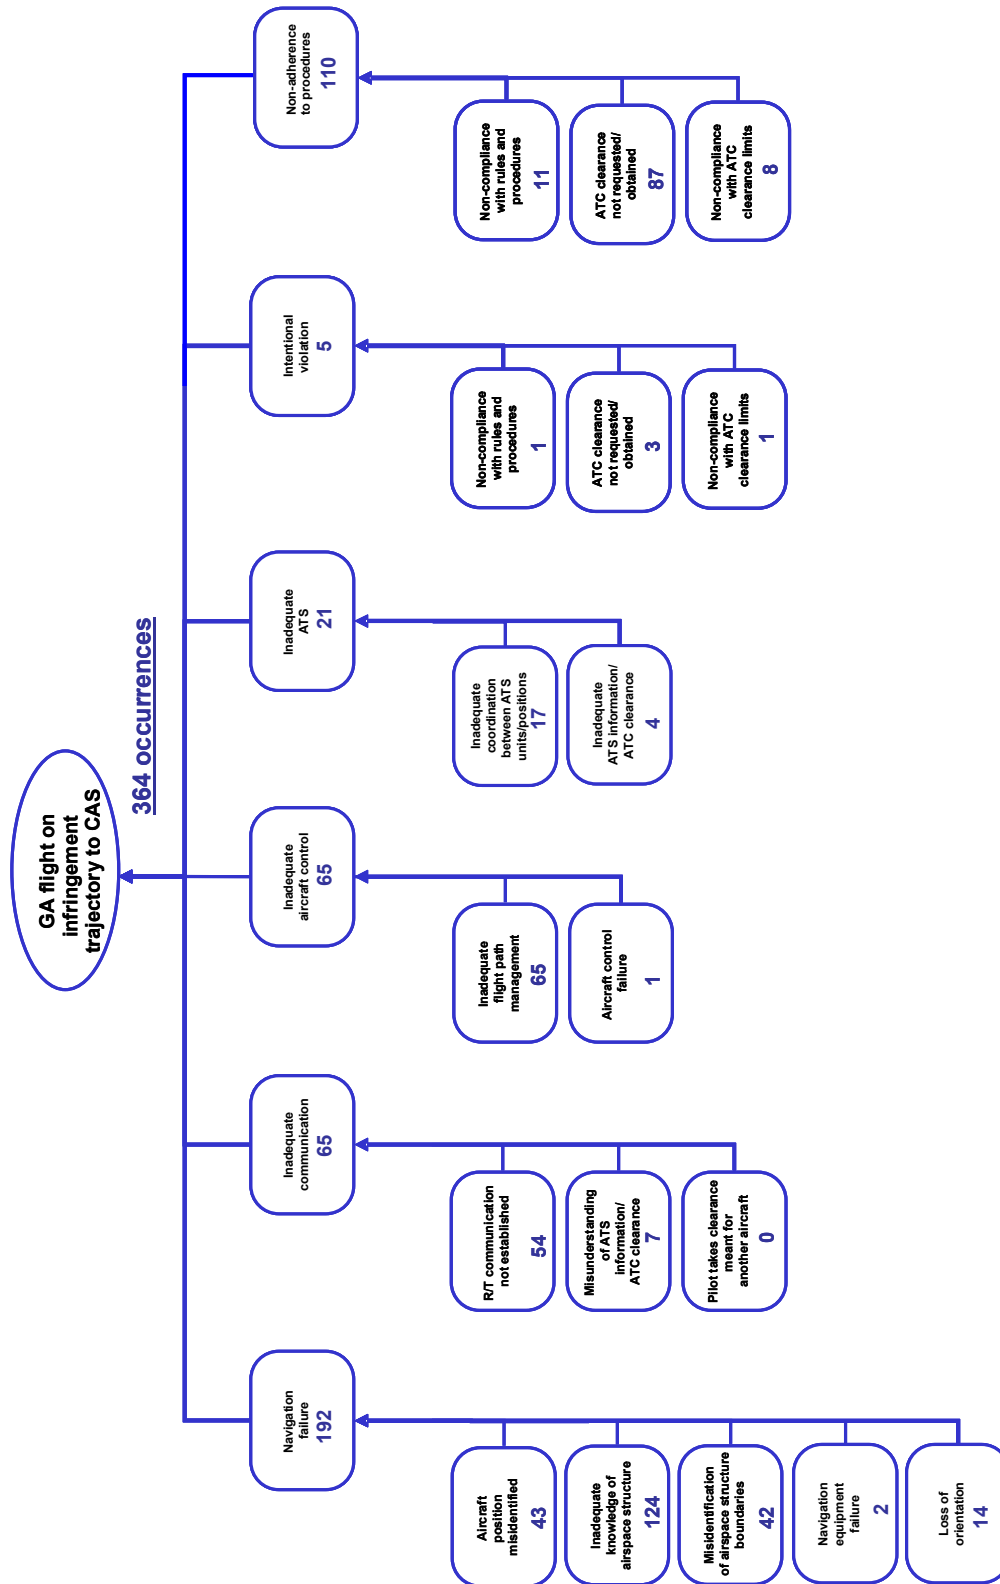 GA flight on
infringement
trajectory to CAS
364 occurrences
Navigation
failure
192
Inadequate
communication
65
Inadequate
aircraft control
65
Inadequate
ATS
21
Intentional
violation
5
Non-adherence
to procedures
110
Aircraft
position
misidentified
43
Inadequate
knowledge of
airspace structure
124
Misidentification
of airspace structure
boundaries
42
Navigation
equipment
failure
2
Loss of
orientation
14
R/T communication
not established
54
Misunderstanding
of ATS
information/
ATC clearance
7
Pilot takes clearance
meant for
another aircraft
0
Inadequate
flight path
management
65
Aircraft control
failure
1
Inadequate
coordination
between ATS
units/positions
17
Inadequate
ATS information/
ATC clearance
4
Non-compliance
with rules and
procedures
1
ATC clearance
not requested/
obtained
3
Non-compliance
with ATC
clearance limits
1
Non-compliance
with rules and
procedures
11
ATC clearance
not requested/
obtained
87
Non-compliance
with ATC
clearance limits
8